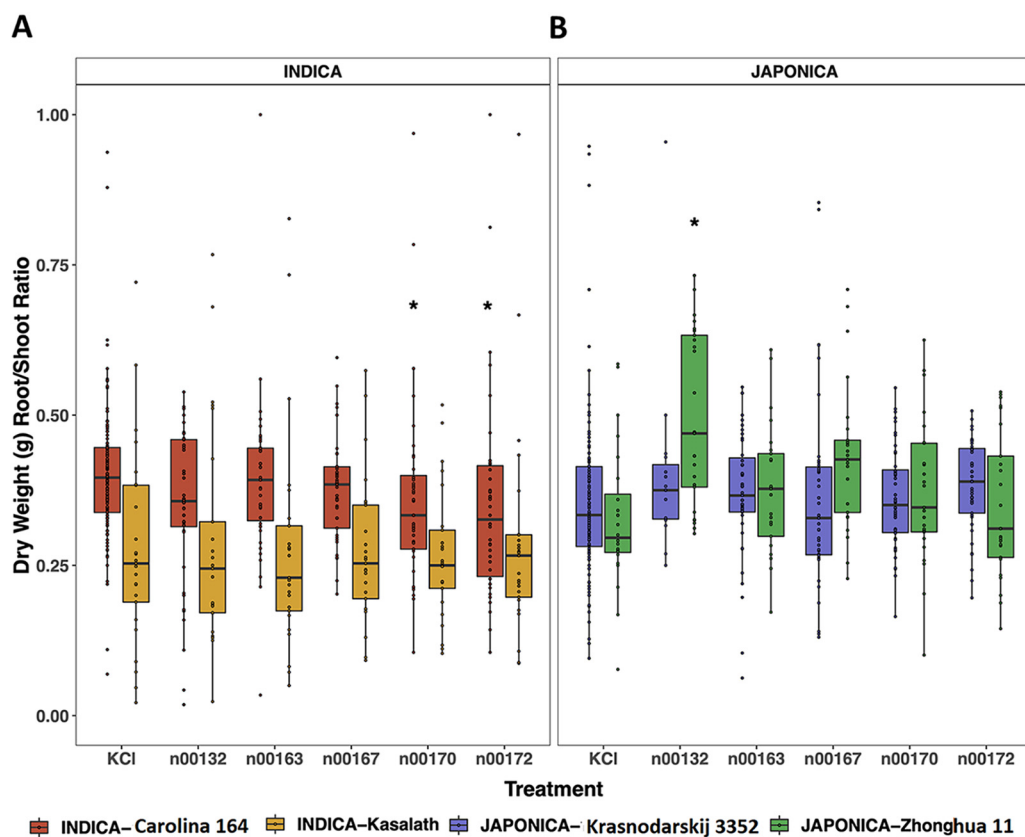 A
B
INDICA
JAPONICA
Dry Weight (g) Root/Shoot Ratio
1.00
0.75
0.50
0.25
0.00
*
*
*
KCl n00132 n00163 n00167 n00170 n00172
KCl n00132 n00163 n00167 n00170 n00172
Treatment
INDICA–Carolina 164 INDICA–Kasalath JAPONICA–Krasnodarskij 3352 JAPONICA–Zhonghua 11